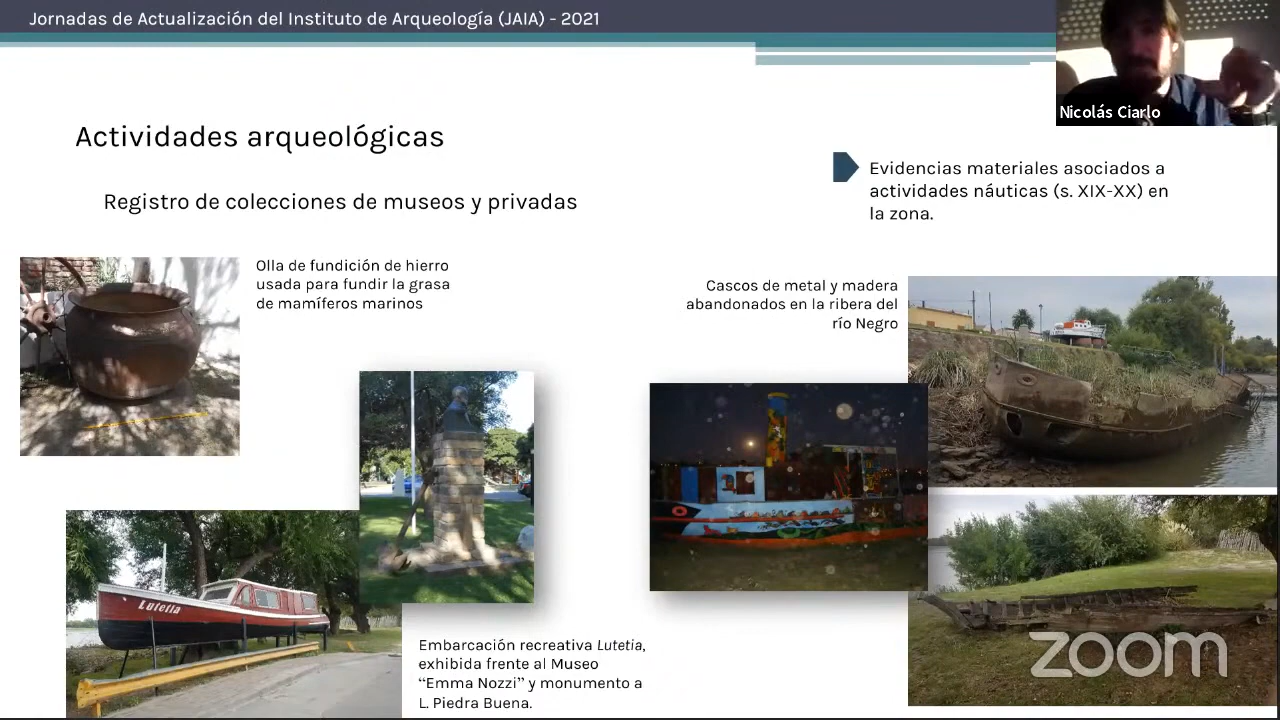 Jornadas de Actualización del Instituto de Arqueología (JAIA) - 2021
Nicolás Ciarlo
Actividades arqueológicas
Registro de colecciones de museos y privadas
Evidencias materiales asociados a
actividades náuticas (s. XIX-XX) en
la zona.
Olla de fundición de hierro
usada para fundir la grasa
de mamíferos marinos
Cascos de metal y madera
abandonados en la ribera del
río Negro
Lutetia
Embarcación recreativa Lutetia,
exhibida frente al Museo
“Emma Nozzi” y monumento a
L. Piedra Buena.
zoom